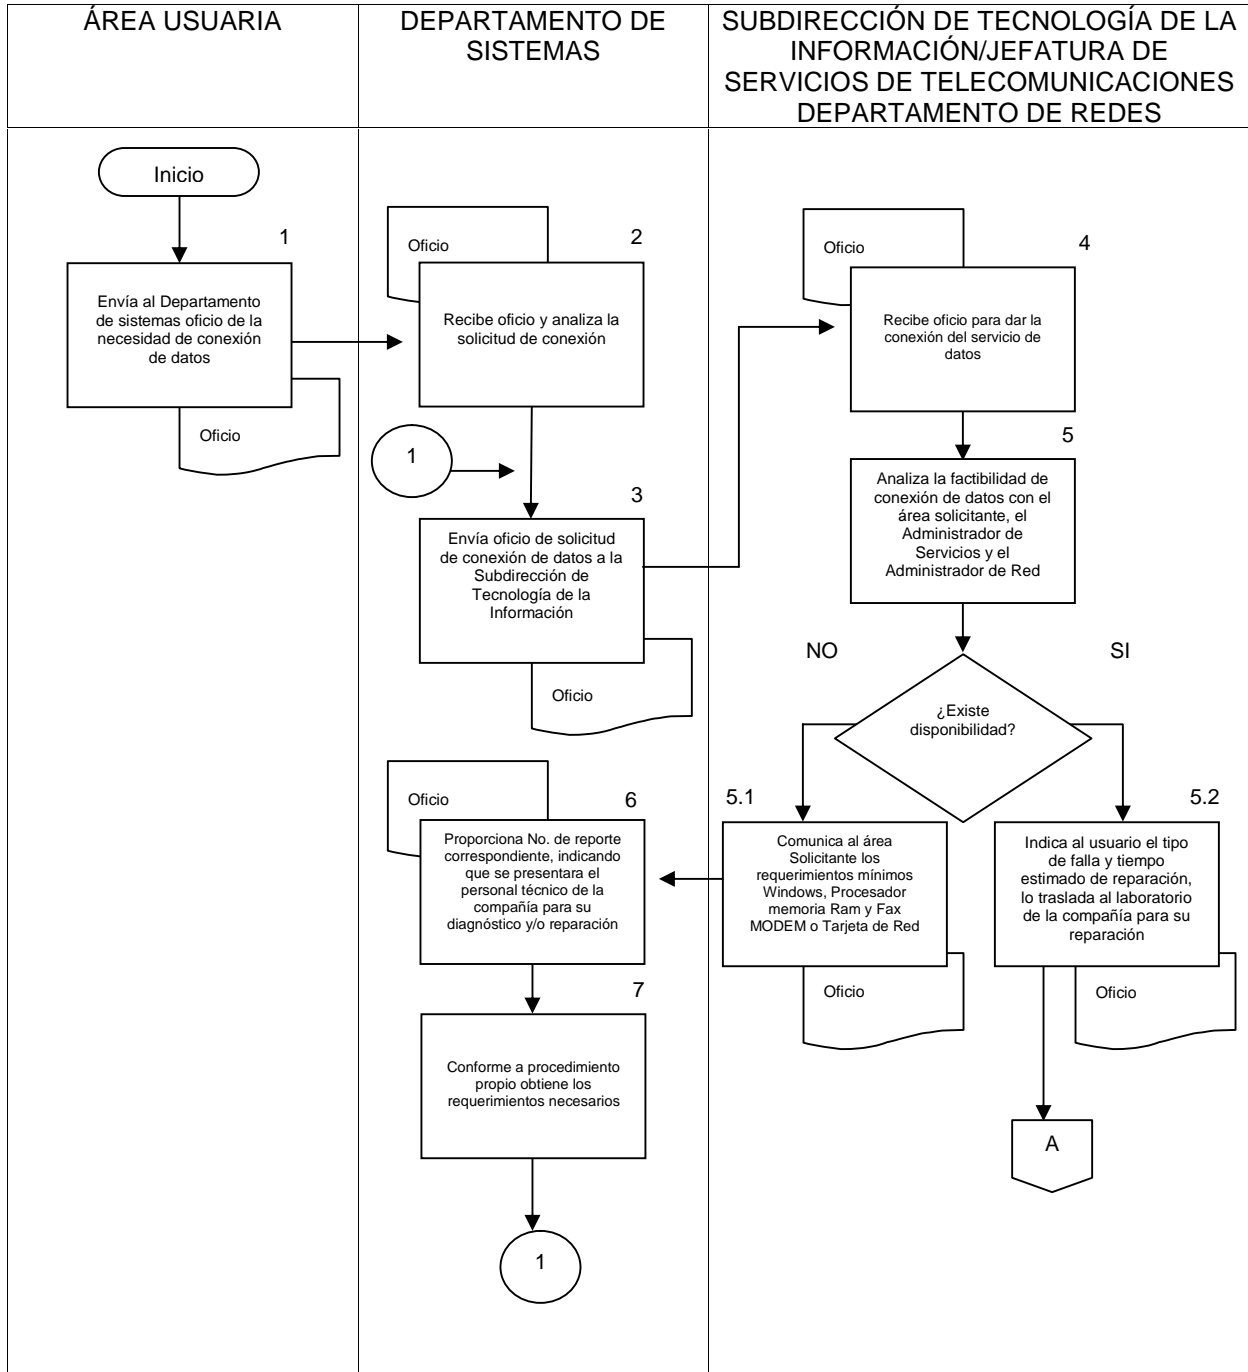 ÁREA USUARIA
DEPARTAMENTO DE
SISTEMAS
SUBDIRECCIÓN DE TECNOLOGÍA DE LA
INFORMACIÓN/JEFATURA DE
SERVICIOS DE TELECOMUNICACIONES
DEPARTAMENTO DE REDES
Inicio
1
Envía al Departamento
de sistemas oficio de la
necesidad de conexión
de datos
Oficio
Oficio
2
Recibe oficio y analiza la
solicitud de conexión
1
3
Envía oficio de solicitud
de conexión de datos a la
Subdirección de
Tecnología de la
Información
Oficio
Oficio
4
Recibe oficio para dar la
conexión del servicio de
datos
5
Analiza la factibilidad de
conexión de datos con el
área solicitante, el
Administrador de
Servicios y el
Administrador de Red
NO
SI
¿Existe
disponibilidad?
5.1
Comunica al área
Solicitante los
requerimientos mínimos
Windows, Procesador
memoria Ram y Fax
MODEM o Tarjeta de Red
Oficio
5.2
Indica al usuario el tipo
de falla y tiempo
estimado de reparación,
lo traslada al laboratorio
de la compañía para su
reparación
Oficio
A
Oficio
6
Proporciona No. de reporte
correspondiente, indicando
que se presentara el
personal técnico de la
compañía para su
diagnóstico y/o reparación
7
Conforme a procedimiento
propio obtiene los
requerimientos necesarios
1